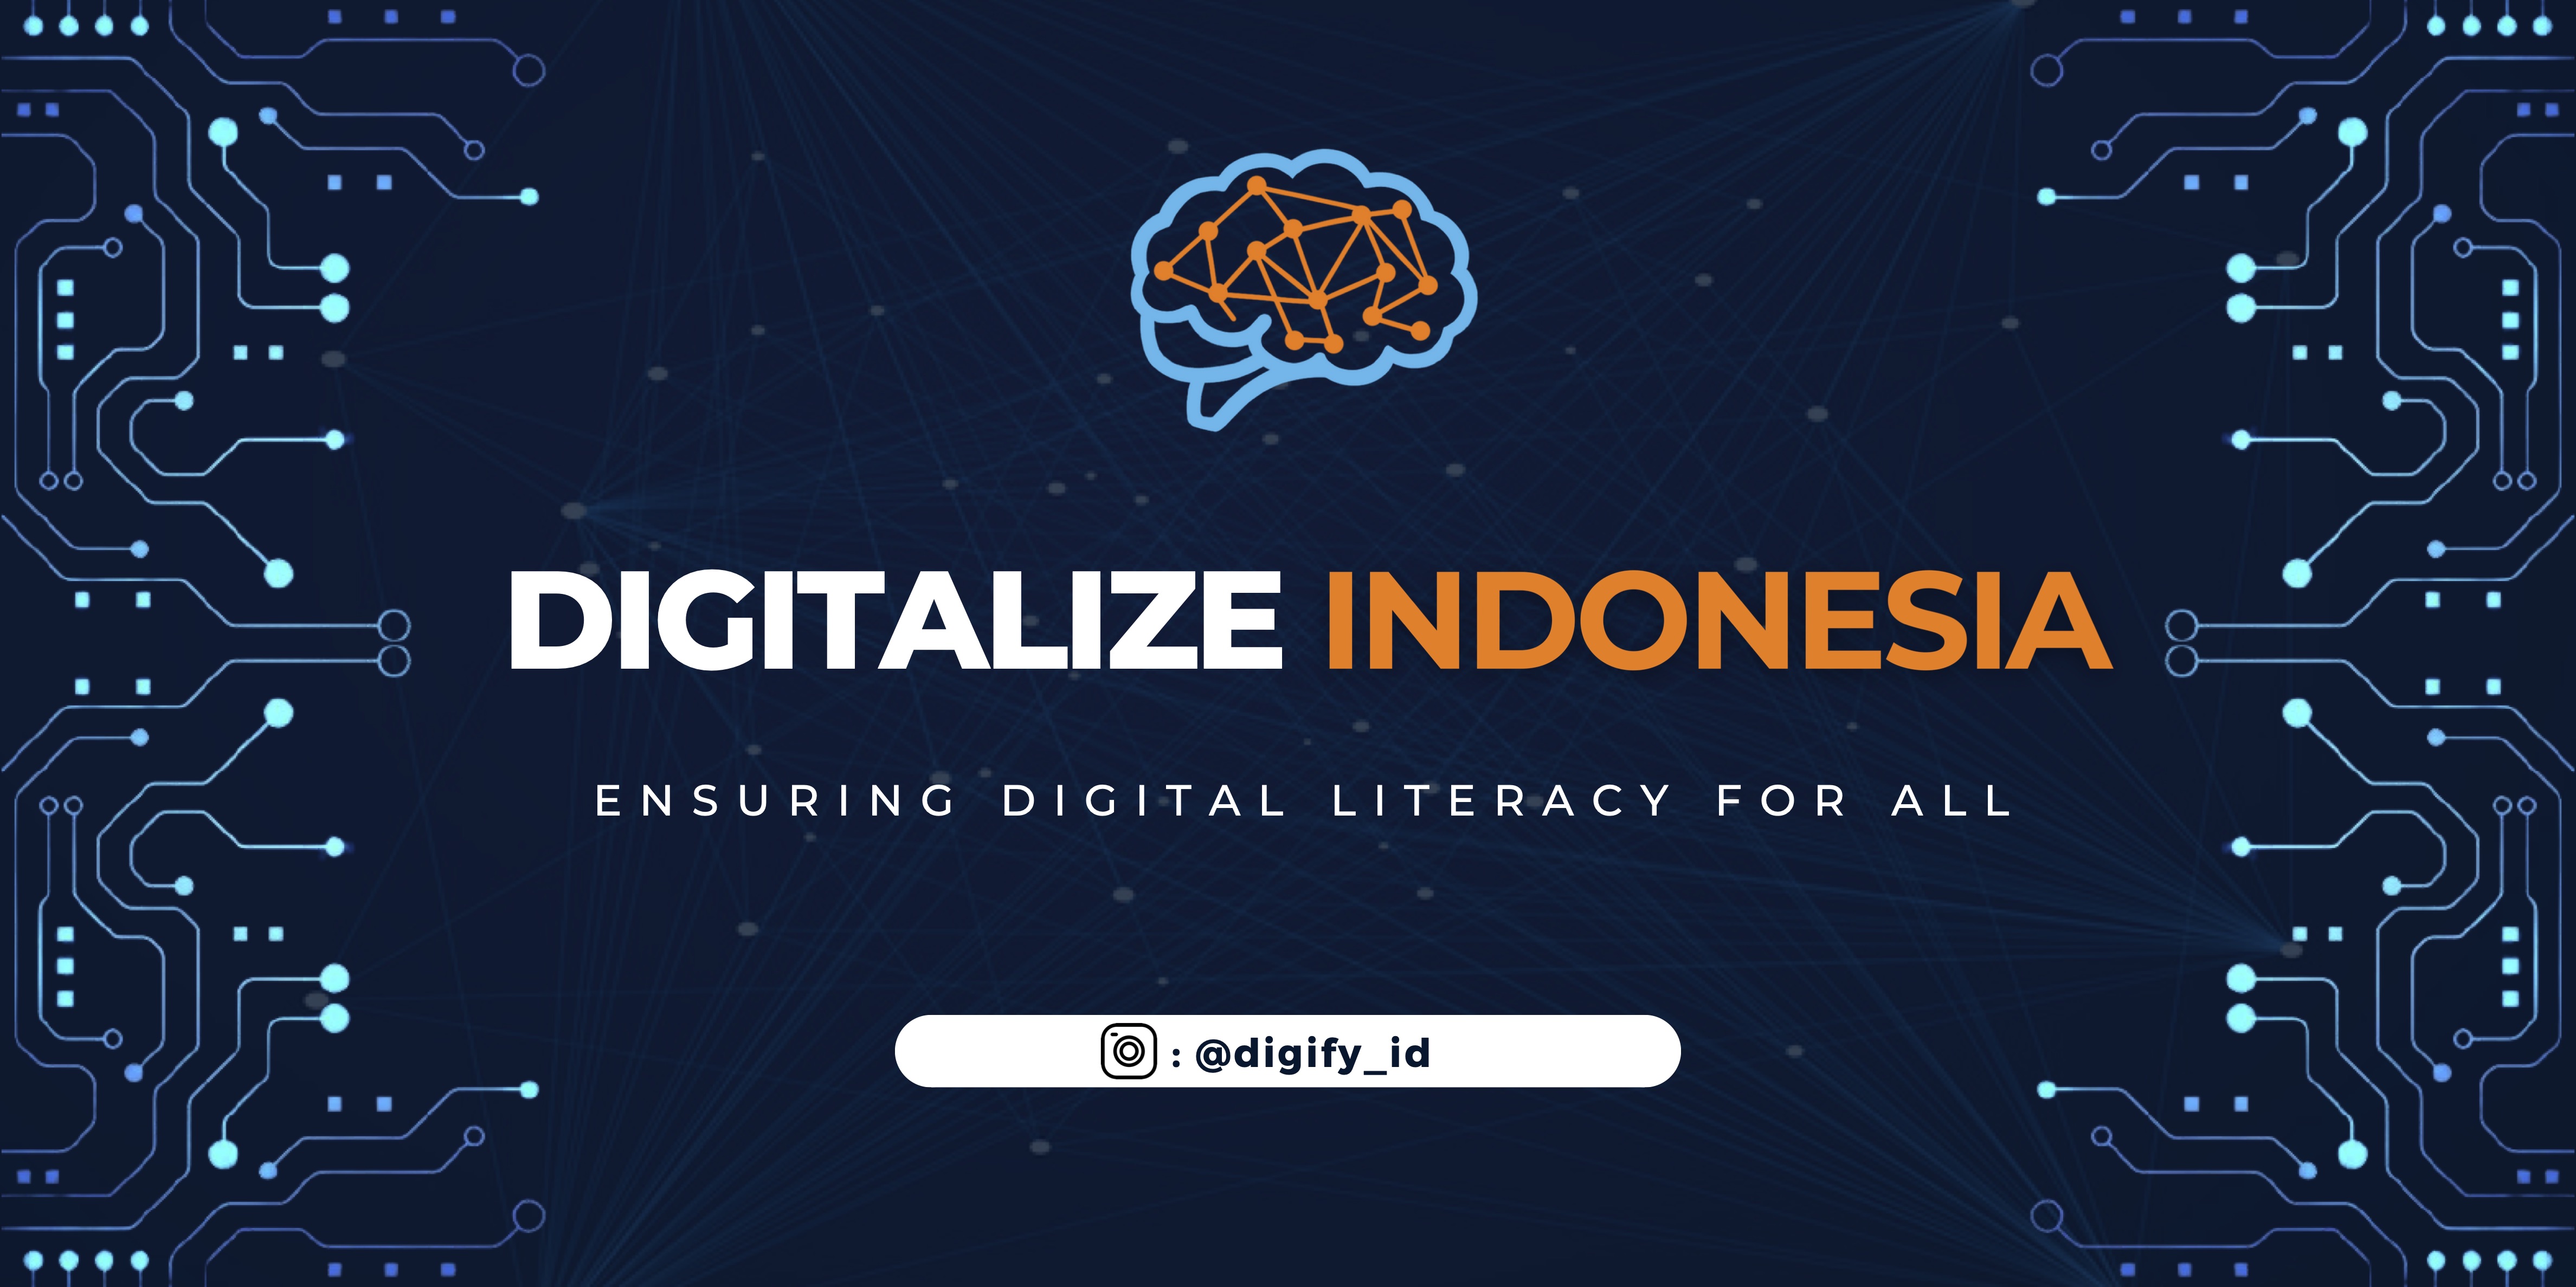 DIGITALIZE INDONESIA
ENSURING DIGITAL LITERACY FOR ALL
: @digify_id